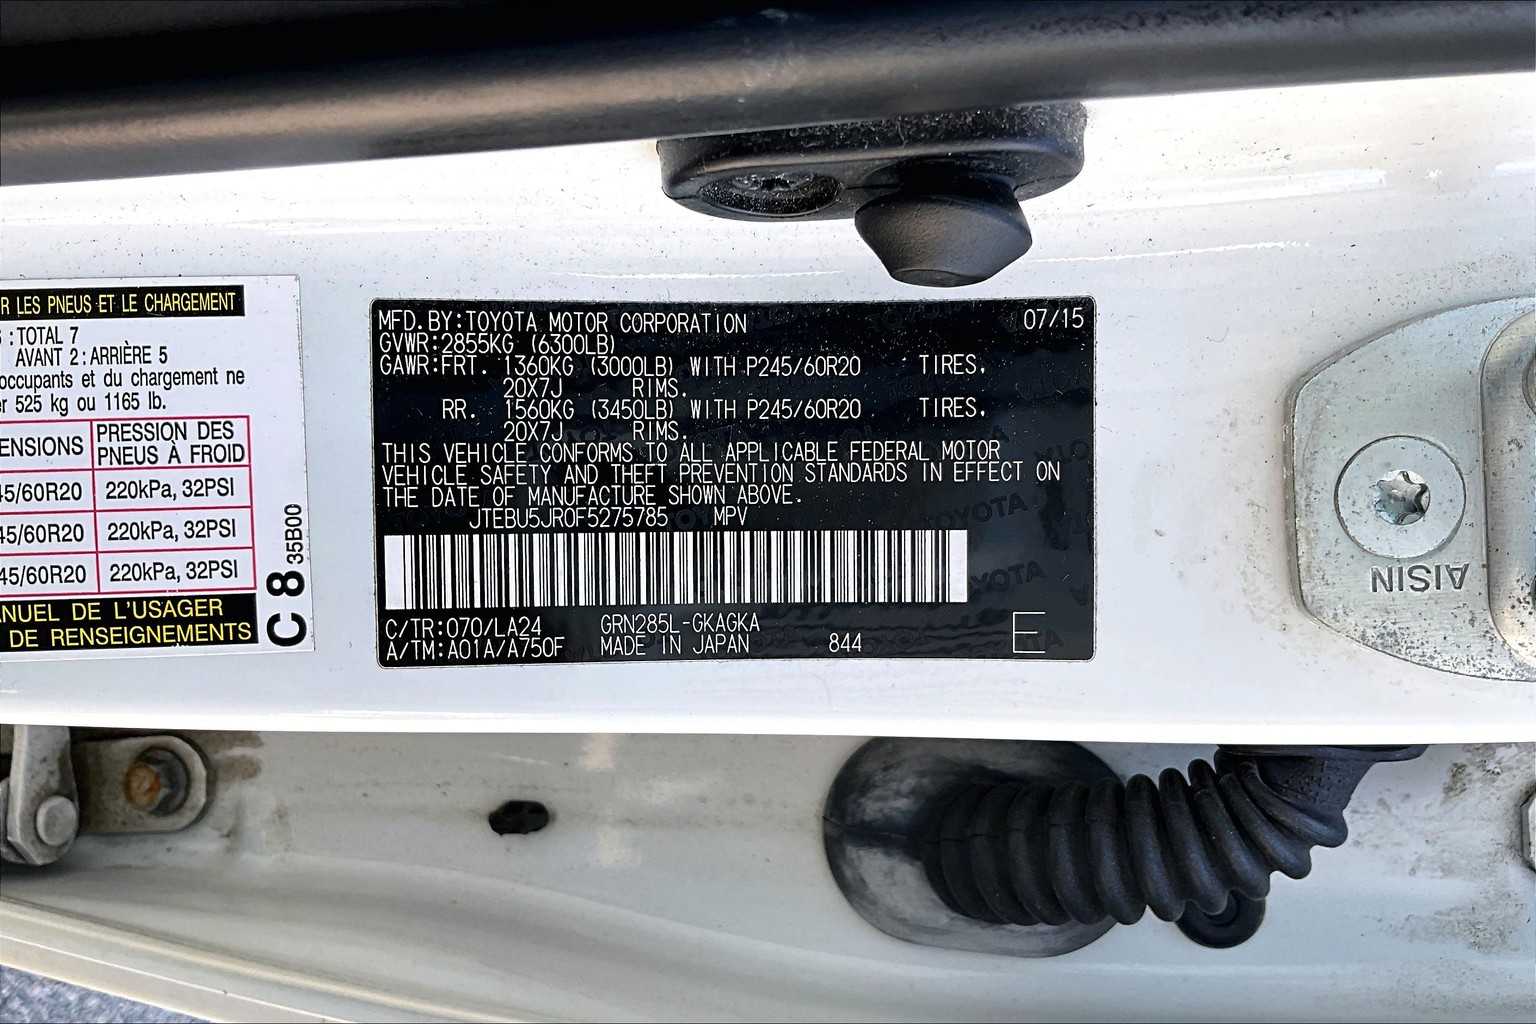 R LES PNEUS ET LE CHARGEMENT
:TOTAL 7
AVANT 2:ARRIÈRE 5
occupants et du chargement ne
er 525 kg ou 1165 lb.
ENSIONS PRESSION DES
PNEUS À FROID
45/60R20 220kPa, 32PSI
45/60R20 220kPa, 32PSI
45/60R20 220kPa, 32PSI
ANUEL DE L'USAGER
DE RENSEIGNEMENTS
C8 35B00
MFD.BY:TOYOTA MOTOR CORPORATION 07/15
GVWR:2855KG (6300LB)
GAWR:FRT. 1360KG (3000LB) WITH P245/60R20 TIRES,
20X7J RIMS.
RR. 1560KG (3450LB) WITH P245/60R20 TIRES,
20X7J RIMS.
THIS VEHICLE CONFORMS TO ALL APPLICABLE FEDERAL MOTOR
VEHICLE SAFETY AND THEFT PREVENTION STANDARDS IN EFFECT ON
THE DATE OF MANUFACTURE SHOWN ABOVE.
JTEBU5JR0F5275785 MPV
C/TR:070/LA24 GRN285L-GKAGKA
A/TM:A01A/A750F MADE IN JAPAN 844 E
TOYOTA
TOYOTA
AISIN